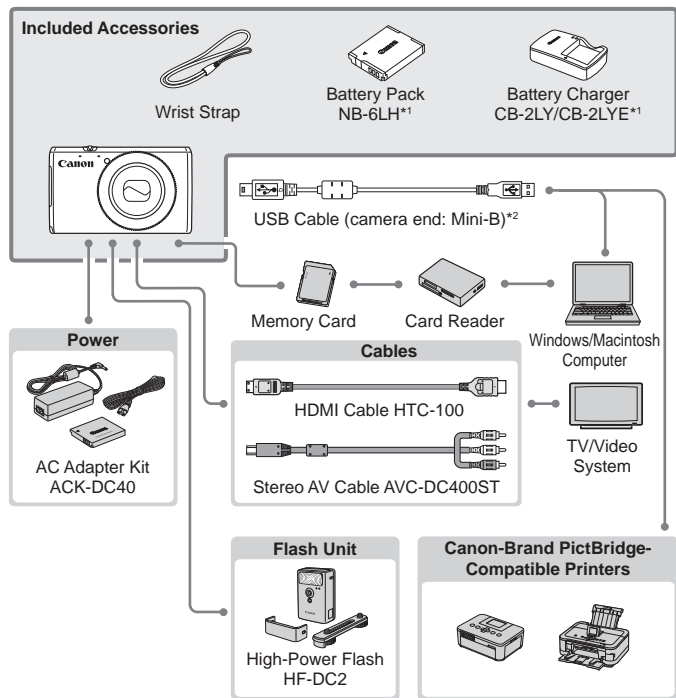 Included Accessories
Canon
Wrist Strap
Canon
Battery Pack
NB-6LH*1
Battery Charger
CB-2LY/CB-2LYE*1
USB Cable (camera end: Mini-B)*2
Memory Card
Card Reader
Windows/Macintosh
Computer
Power
AC Adapter Kit
ACK-DC40
Cables
HDMI Cable HTC-100
Stereo AV Cable AVC-DC400ST
TV/Video
System
Flash Unit
High-Power Flash
HF-DC2
Canon-Brand PictBridge-
Compatible Printers